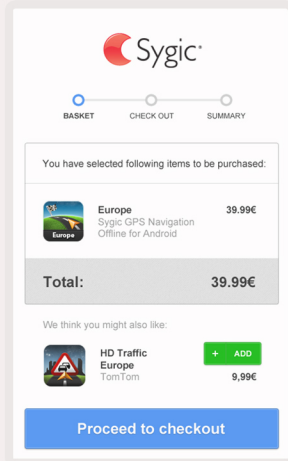 Sygic
BASKET CHECK OUT SUMMARY
You have selected following items to be purchased:
Europe 39.99€
Sygic GPS Navigation
Offline for Android
Europe
Total: 39.99€
We think you might also like:
HD Traffic + ADD
Europe
TomTom 9,99€
Proceed to checkout